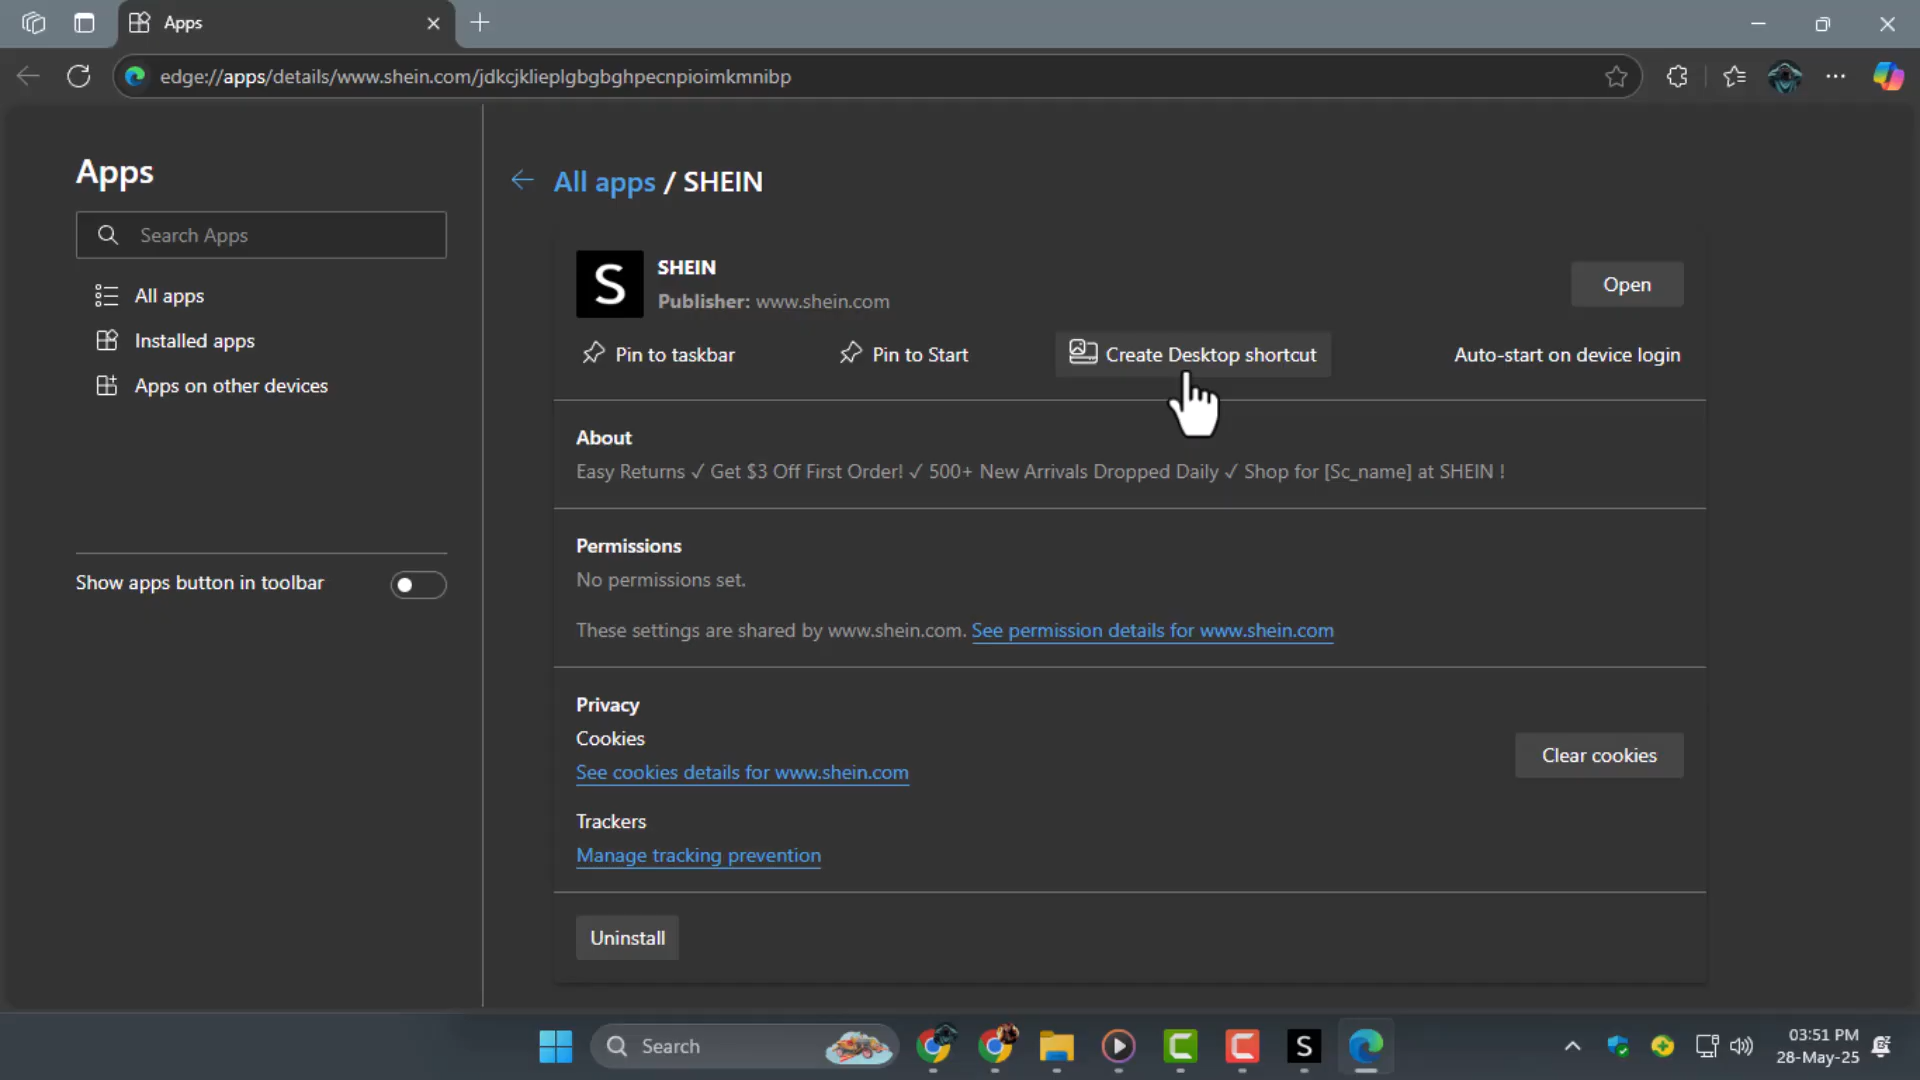 Apps
edge://apps/details/www.shein.com/jdkcjklieplgbgbghpecnpioimkmnibp
Apps
Search Apps
All apps
Installed apps
Apps on other devices
Show apps button in toolbar
All apps / SHEIN
S
SHEIN
Publisher: www.shein.com
Open
Pin to taskbar
Pin to Start
Create Desktop shortcut
Auto-start on device login
About
Easy Returns ✓ Get $3 Off First Order! ✓ 500+ New Arrivals Dropped Daily ✓ Shop for [Sc_name] at SHEIN !
Permissions
No permissions set.
These settings are shared by www.shein.com. See permission details for www.shein.com
Privacy
Cookies
See cookies details for www.shein.com
Clear cookies
Trackers
Manage tracking prevention
Uninstall
Search
C
C
S
03:51 PM
28-May-25